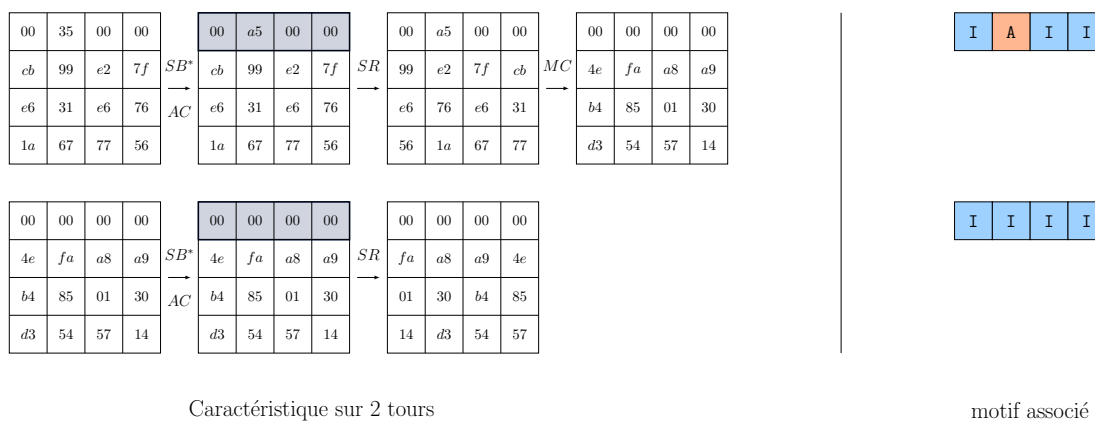 00 35 00 00 00 a5 00 00 00 a5 00 00 00 00 00 00 I A I I
cb 99 e2 7f SB* cb 99 e2 7f SR 99 e2 7f cb MC 4e fa a8 a9
e6 31 e6 76 AC e6 31 e6 76 e6 76 e6 31 b4 85 01 30
1a 67 77 56 1a 67 77 56 56 1a 67 77 d3 54 57 14
00 00 00 00 00 00 00 00 00 00 00 00 I I I I
4e fa a8 a9 SB* 4e fa a8 a9 SR fa a8 a9 4e
b4 85 01 30 AC b4 85 01 30 01 30 b4 85
d3 54 57 14 d3 54 57 14 14 d3 54 57
Caractéristique sur 2 tours motif associé